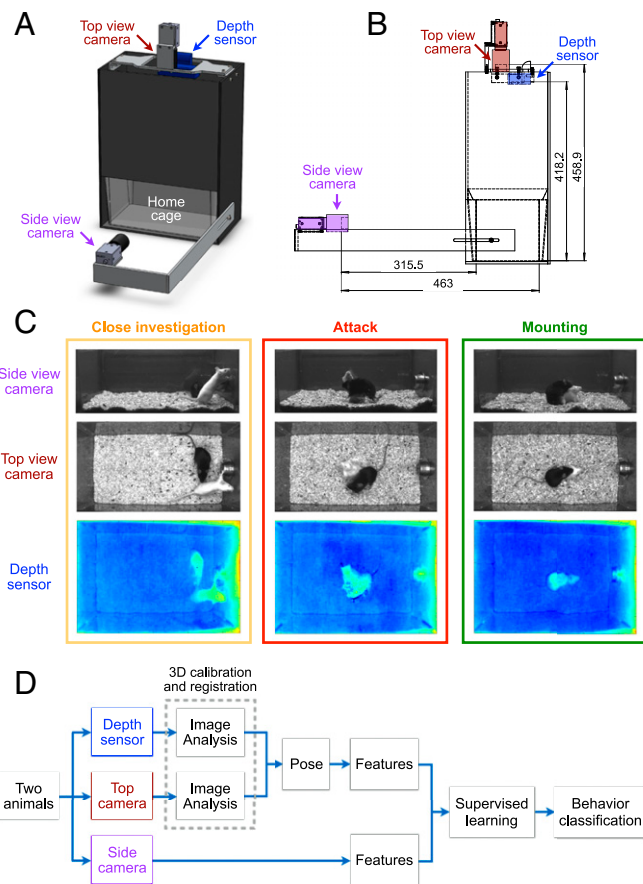 A
Top view
camera
Depth
sensor
Home
cage
Side view
camera
B
Top view
camera
Depth
sensor
Side view
camera
418.2
458.9
315.5
463
C
Close investigation
Attack
Mounting
Side view
camera
Top view
camera
Depth
sensor
D
3D calibration
and registration
Depth
sensor
Image
Analysis
Two
animals
Top
camera
Image
Analysis
Pose
Features
Side
camera
Features
Supervised
learning
Behavior
classification